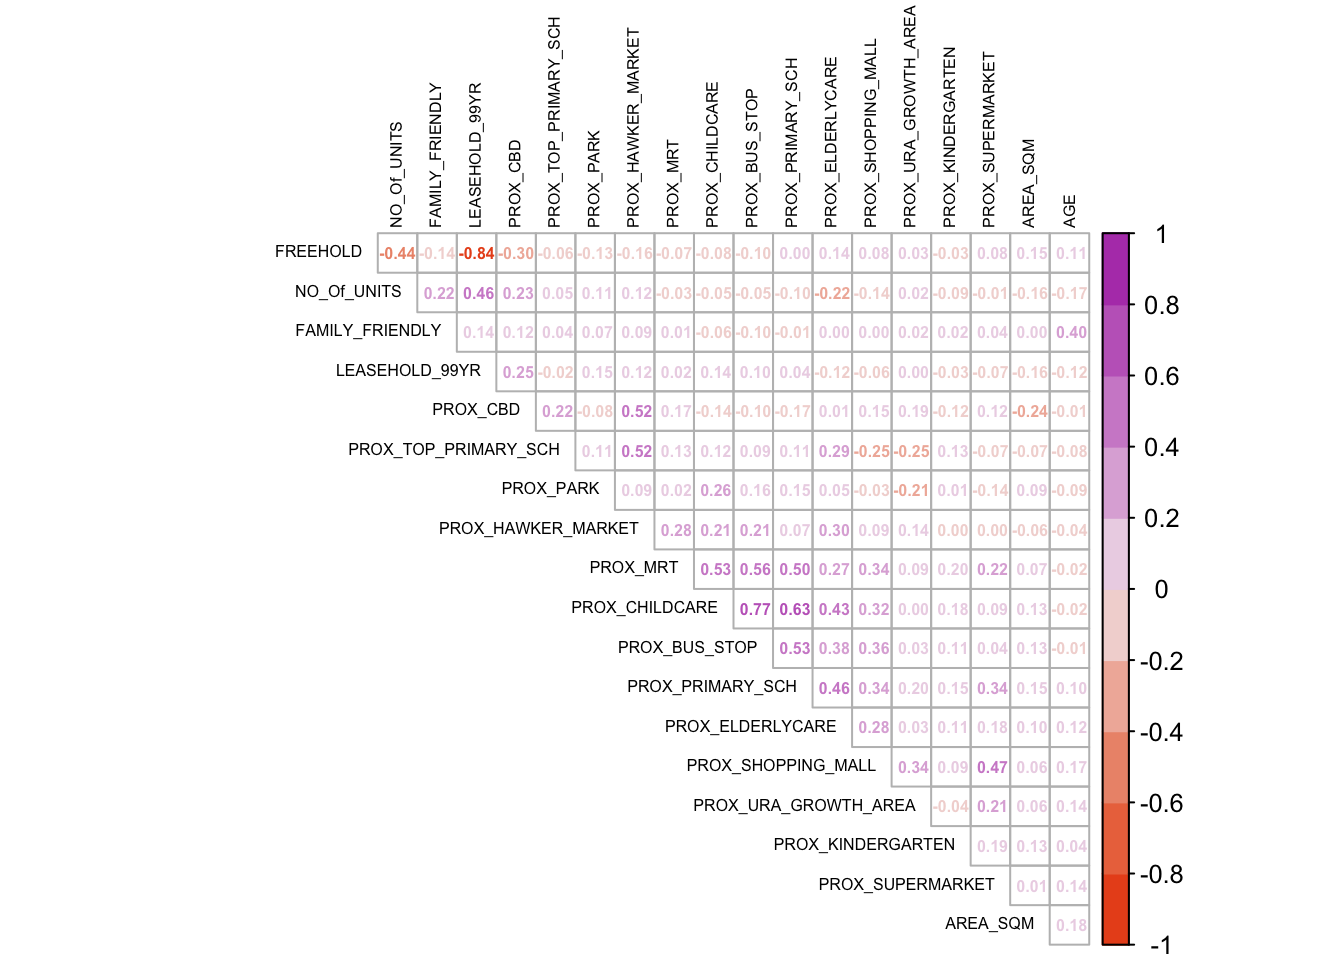 NO_Of_UNITS
FAMILY_FRIENDLY
LEASEHOLD_99YR
PROX_CBD
PROX_TOP_PRIMARY_SCH
PROX_PARK
PROX_HAWKER_MARKET
PROX_MRT
PROX_CHILDCARE
PROX_BUS_STOP
PROX_PRIMARY_SCH
PROX_ELDERLYCARE
PROX_SHOPPING_MALL
PROX_URA_GROWTH_AREA
PROX_KINDERGARTEN
PROX_SUPERMARKET
AREA_SQM
AGE
FREEHOLD -0.44 -0.14 -0.84 -0.30 -0.06 -0.13 -0.16 -0.07 -0.08 -0.10 0.00 0.14 0.08 0.03 -0.03 0.08 0.15 0.11
NO_Of_UNITS 0.22 0.46 0.23 0.05 0.11 0.12 -0.03 -0.05 -0.05 -0.10 -0.22 -0.14 0.02 -0.09 -0.01 -0.16 -0.17
FAMILY_FRIENDLY 0.14 0.12 0.04 0.07 0.09 0.01 -0.06 -0.10 -0.01 0.00 0.00 0.02 0.02 0.04 0.00 0.40
LEASEHOLD_99YR 0.25 -0.02 0.15 0.12 0.02 0.14 0.10 0.04 -0.12 -0.06 0.00 -0.03 -0.07 -0.16 -0.12
PROX_CBD 0.22 -0.08 0.52 0.17 -0.14 -0.10 -0.17 0.01 0.15 0.19 -0.12 0.12 -0.24 -0.01
PROX_TOP_PRIMARY_SCH 0.11 0.52 0.13 0.12 0.09 0.11 0.29 -0.25 -0.25 0.13 -0.07 -0.07 -0.08
PROX_PARK 0.09 0.02 0.26 0.16 0.15 0.05 -0.03 -0.21 0.01 -0.14 0.09 -0.09
PROX_HAWKER_MARKET 0.28 0.21 0.21 0.07 0.30 0.09 0.14 0.00 0.00 -0.06 -0.04
PROX_MRT 0.53 0.56 0.50 0.27 0.34 0.09 0.20 0.22 0.07 -0.02
PROX_CHILDCARE 0.77 0.63 0.43 0.32 0.00 0.18 0.09 0.13 -0.02
PROX_BUS_STOP 0.53 0.38 0.36 0.03 0.11 0.04 0.13 -0.01
PROX_PRIMARY_SCH 0.46 0.34 0.20 0.15 0.34 0.15 0.10
PROX_ELDERLYCARE 0.28 0.03 0.11 0.18 0.10 0.12
PROX_SHOPPING_MALL 0.34 0.09 0.47 0.06 0.17
PROX_URA_GROWTH_AREA -0.04 0.21 0.06 0.14
PROX_KINDERGARTEN 0.19 0.13 0.04
PROX_SUPERMARKET 0.01 0.14
AREA_SQM 0.18
1
0.8
0.6
0.4
0.2
0
-0.2
-0.4
-0.6
-0.8
-1